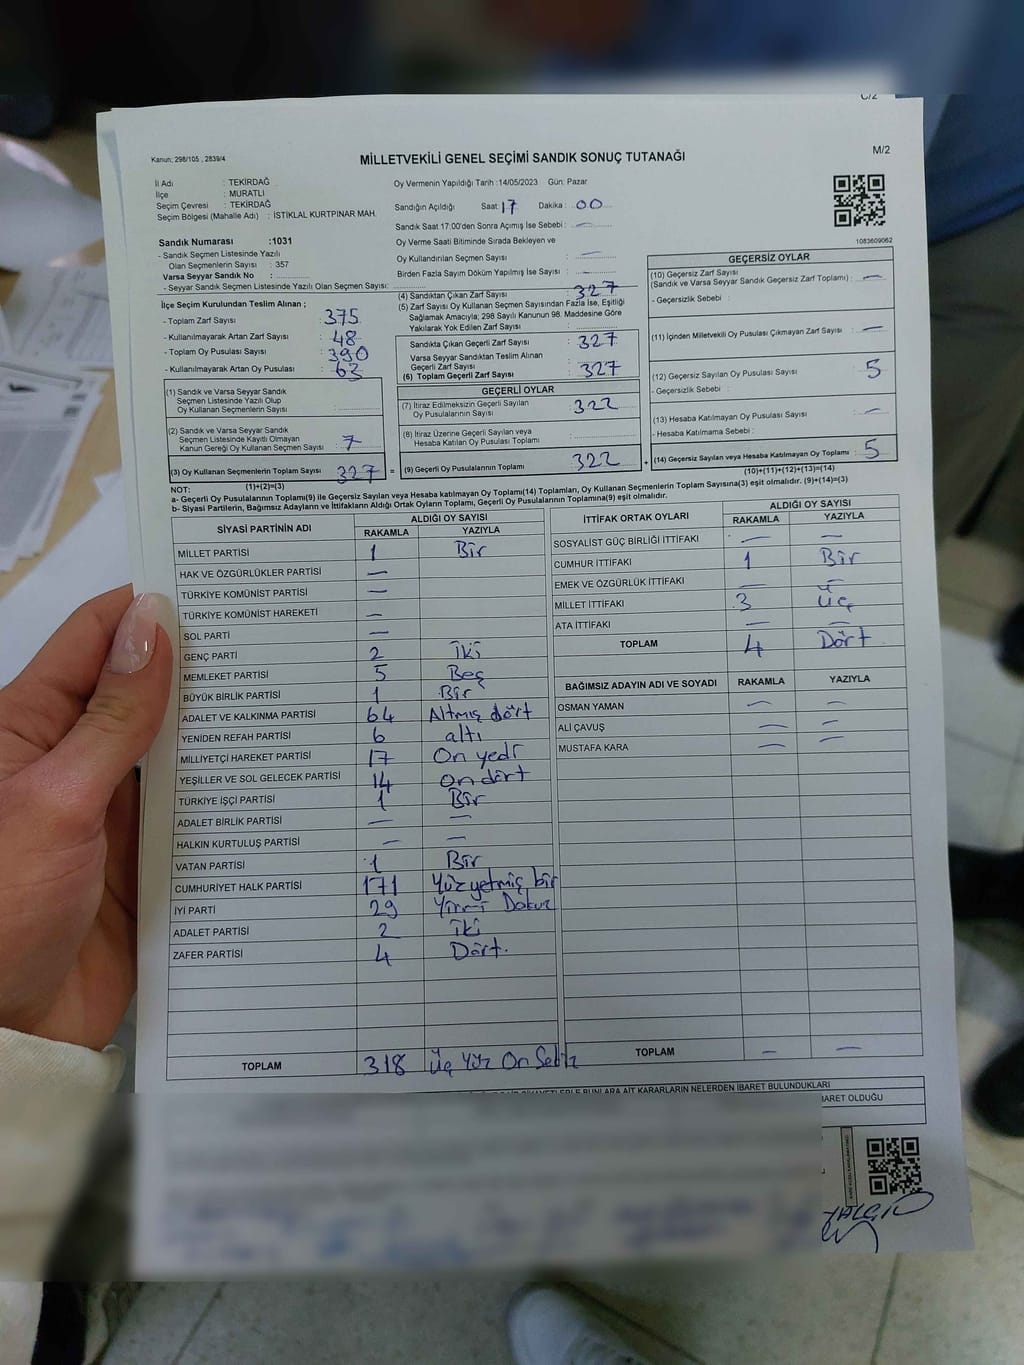 C/2
Kanun; 298/105 , 2839/4
MİLLETVEKİLİ GENEL SEÇİMİ SANDIK SONUÇ TUTANAĞI
M/2
İl Adı : TEKİRDAĞ
İlçe : MURATLI
Seçim Çevresi : TEKİRDAĞ
Seçim Bölgesi (Mahalle Adı) : İSTİKLAL KURTPINAR MAH.
Sandık Numarası :1031
- Sandık Seçmen Listesinde Yazılı
Olan Seçmenlerin Sayısı : 357
Varsa Seyyar Sandık No :
- Seyyar Sandık Seçmen Listesinde Yazılı Olan Seçmen Sayısı:
Oy Vermenin Yapıldığı Tarih :14/05/2023 Gün: Pazar
Sandığın Açıldığı Saat: 17 Dakika : 00
Sandık Saat 17:00'den Sonra Açımış İse Sebebi : —
Oy Verme Saati Bitiminde Sırada Bekleyen ve
Oy Kullandırılan Seçmen Sayısı : —
Birden Fazla Sayım Döküm Yapılmış İse Sayısı : —
1083609062
İlçe Seçim Kurulundan Teslim Alınan ;
- Toplam Zarf Sayısı : 375
- Kullanılmayarak Artan Zarf Sayısı : 48
- Toplam Oy Pusulası Sayısı : 390
- Kullanılmayarak Artan Oy Pusulası : 63
(1) Sandık ve Varsa Seyyar Sandık
Seçmen Listesinde Yazılı Olup
Oy Kullanan Seçmenlerin Sayısı :
(2) Sandık ve Varsa Seyyar Sandık
Seçmen Listesinde Kayıtlı Olmayan
Kanun Gereği Oy Kullanan Seçmen Sayısı : 7
(3) Oy Kullanan Seçmenlerin Toplam Sayısı : 327
(1)+(2)=(3)
(4) Sandıktan Çıkan Zarf Sayısı : 327
(5) Zarf Sayısı Oy Kullanan Seçmen Sayısından Fazla İse, Eşitliği
Sağlamak Amacıyla; 298 Sayılı Kanunun 98. Maddesine Göre
Yakılarak Yok Edilen Zarf Sayısı :
Sandıkta Çıkan Geçerli Zarf Sayısı : 327
Varsa Seyyar Sandıktan Teslim Alınan
Geçerli Zarf Sayısı :
(6) Toplam Geçerli Zarf Sayısı : 327
GEÇERLİ OYLAR
(7) İtiraz Edilmeksizin Geçerli Sayılan
Oy Pusulalarının Sayısı : 322
(8) İtiraz Üzerine Geçerli Sayılan veya
Hesaba Katılan Oy Pusulası Toplamı :
= (9) Geçerli Oy Pusulalarının Toplamı : 322
GEÇERSİZ OYLAR
(10) Geçersiz Zarf Sayısı
(Sandık ve Varsa Seyyar Sandık Geçersiz Zarf Toplamı) : —
- Geçersizlik Sebebi :
(11) İçinden Milletvekili Oy Pusulası Çıkmayan Zarf Sayısı : —
(12) Geçersiz Sayılan Oy Pusulası Sayısı : 5
- Geçersizlik Sebebi :
(13) Hesaba Katılmayan Oy Pusulası Sayısı : —
- Hesaba Katılmama Sebebi :
+ (14) Geçersiz Sayılan veya Hesaba Katılmayan Oy Toplamı : 5
(10)+(11)+(12)+(13)=(14)
NOT:
a- Geçerli Oy Pusulalarının Toplamı(9) ile Geçersiz Sayılan veya Hesaba katılmayan Oy Toplamı(14) Toplamları, Oy Kullanan Seçmenlerin Toplam Sayısına(3) eşit olmalıdır. (9)+(14)=(3)
b- Siyasi Partilerin, Bağımsız Adayların ve İttifakların Aldığı Ortak Oyların Toplamı, Geçerli Oy Pusulalarının Toplamına(9) eşit olmalıdır.
SİYASİ PARTİNİN ADI
ALDIĞI OY SAYISI
RAKAMLA YAZIYLA
MİLLET PARTİSİ 1 Bir
HAK VE ÖZGÜRLÜKLER PARTİSİ —
TÜRKİYE KOMÜNİST PARTİSİ —
TÜRKİYE KOMÜNİST HAREKETİ —
SOL PARTİ —
GENÇ PARTİ 2 İki
MEMLEKET PARTİSİ 5 Beş
BÜYÜK BİRLİK PARTİSİ 1 Bir
ADALET VE KALKINMA PARTİSİ 64 Altmış dört
YENİDEN REFAH PARTİSİ 6 altı
MİLLİYETÇİ HAREKET PARTİSİ 17 On yedi
YEŞİLLER VE SOL GELECEK PARTİSİ 14 on dört
TÜRKİYE İŞÇİ PARTİSİ 1 Bir
ADALET BİRLİK PARTİSİ — —
HALKIN KURTULUŞ PARTİSİ — —
VATAN PARTİSİ 1 Bir
CUMHURİYET HALK PARTİSİ 171 Yüz yetmiş bir
İYİ PARTİ 29 Yirmi Dokuz
ADALET PARTİSİ 2 İki
ZAFER PARTİSİ 4 Dört.
TOPLAM 318 Üç Yüz On Sekiz
İTTİFAK ORTAK OYLARI
ALDIĞI OY SAYISI
RAKAMLA YAZIYLA
SOSYALİST GÜÇ BİRLİĞİ İTTİFAKI — —
CUMHUR İTTİFAKI 1 Bir
EMEK VE ÖZGÜRLÜK İTTİFAKI — —
MİLLET İTTİFAKI 3 Üç
ATA İTTİFAKI — —
TOPLAM 4 Dört
BAĞIMSIZ ADAYIN ADI VE SOYADI RAKAMLA YAZIYLA
OSMAN YAMAN — —
ALİ ÇAVUŞ — —
MUSTAFA KARA — —
TOPLAM — —
BUNLARA AİT KARARLARIN NELERDEN İBARET BULUNDUKLARI
BARET OLDUĞU